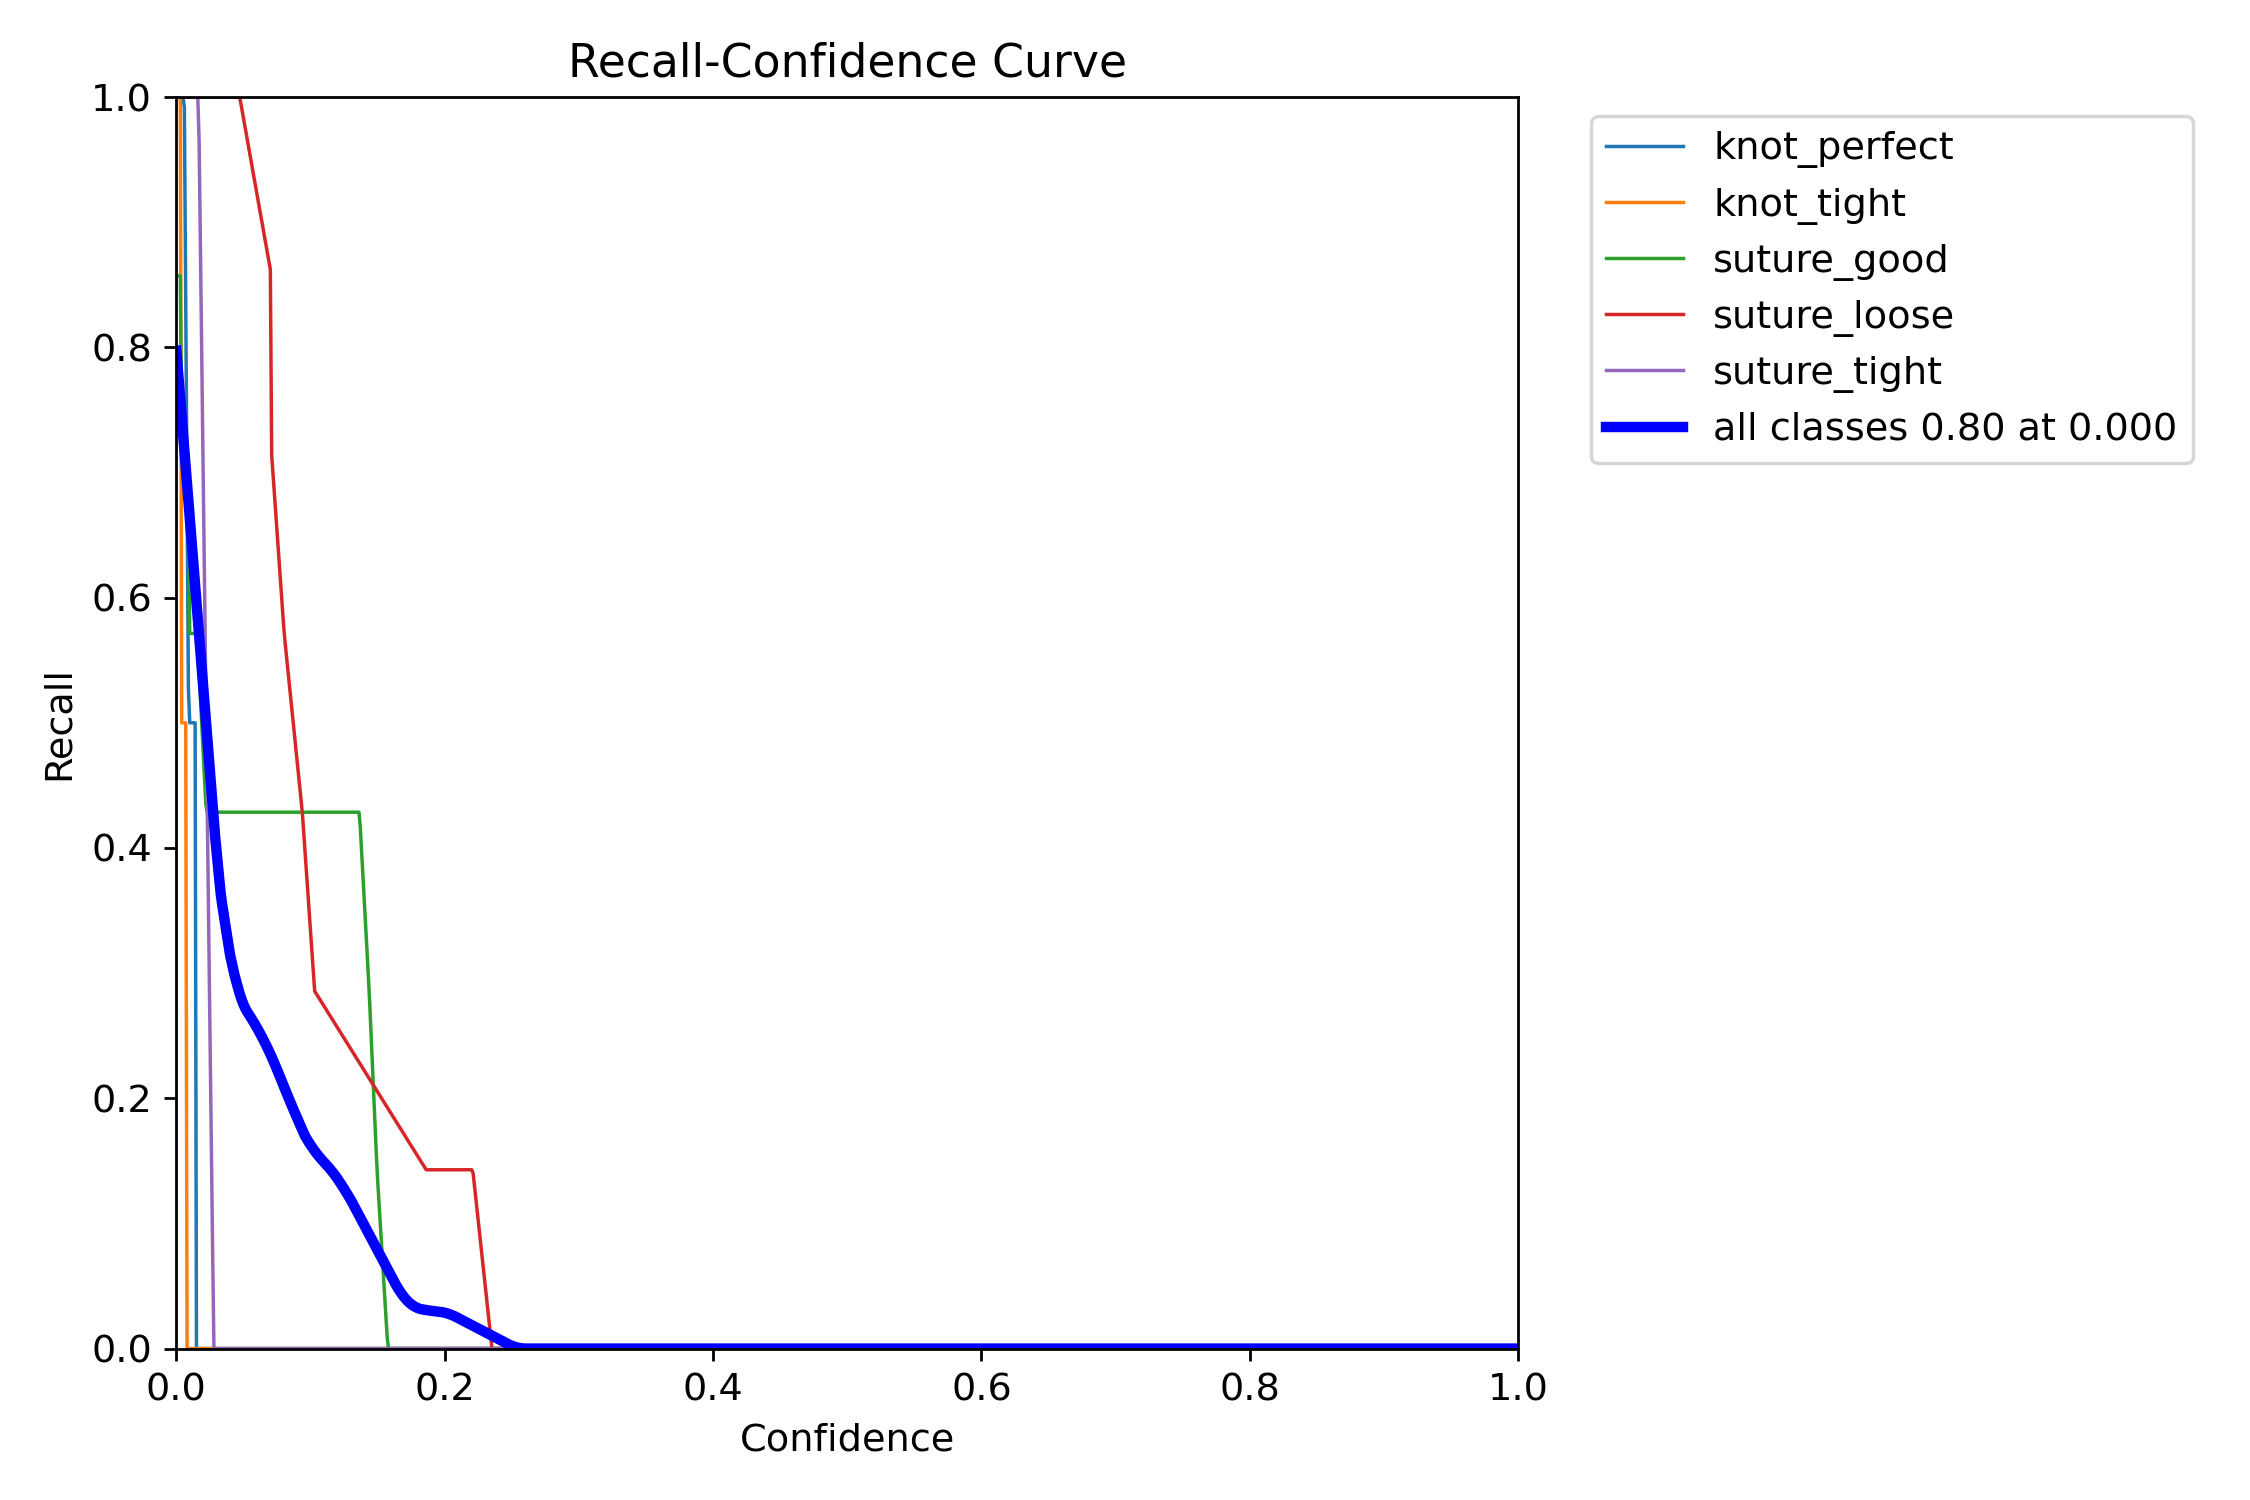 Recall-Confidence Curve
1.0
0.8
0.6
0.4
0.2
0.0
Recall
0.0 0.2 0.4 0.6 0.8 1.0
Confidence
knot_perfect
knot_tight
suture_good
suture_loose
suture_tight
all classes 0.80 at 0.000